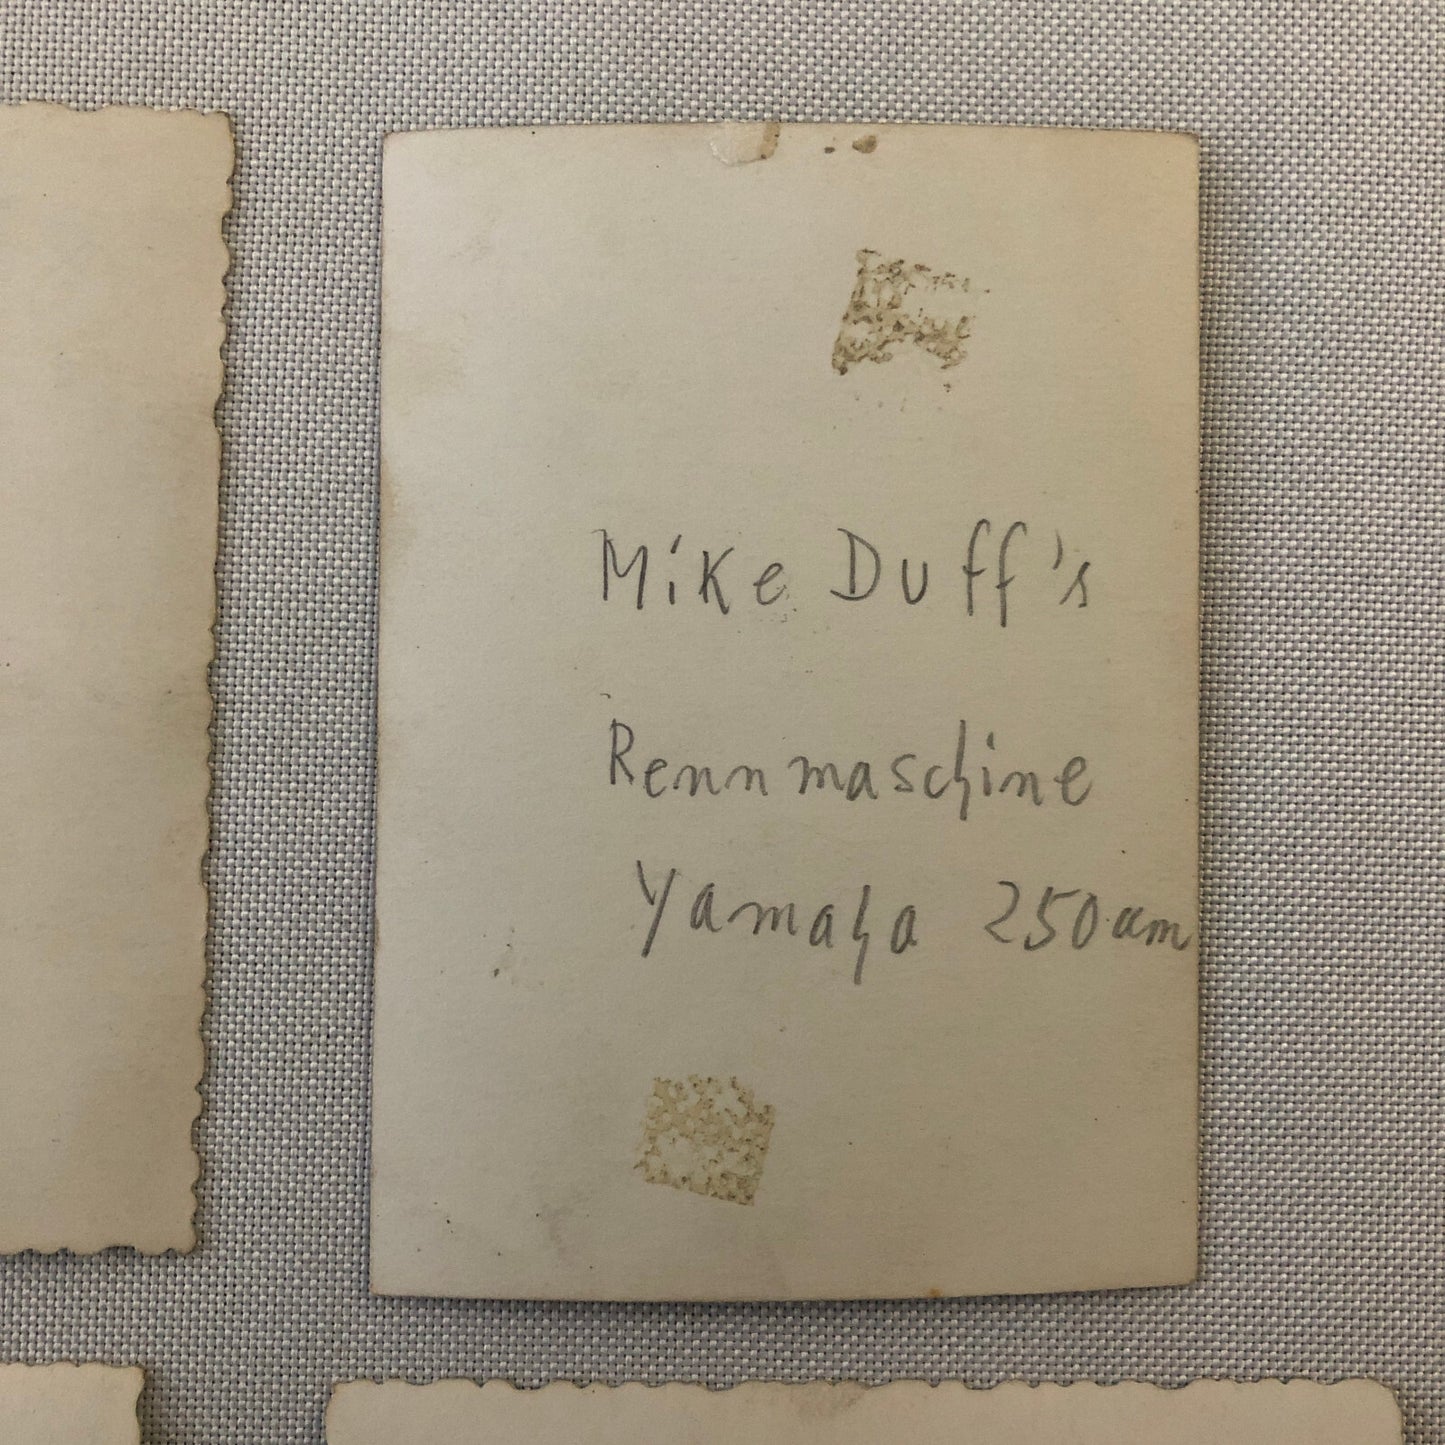 Mike Duff's
Rennmaschine
Yamaha 250 ccm